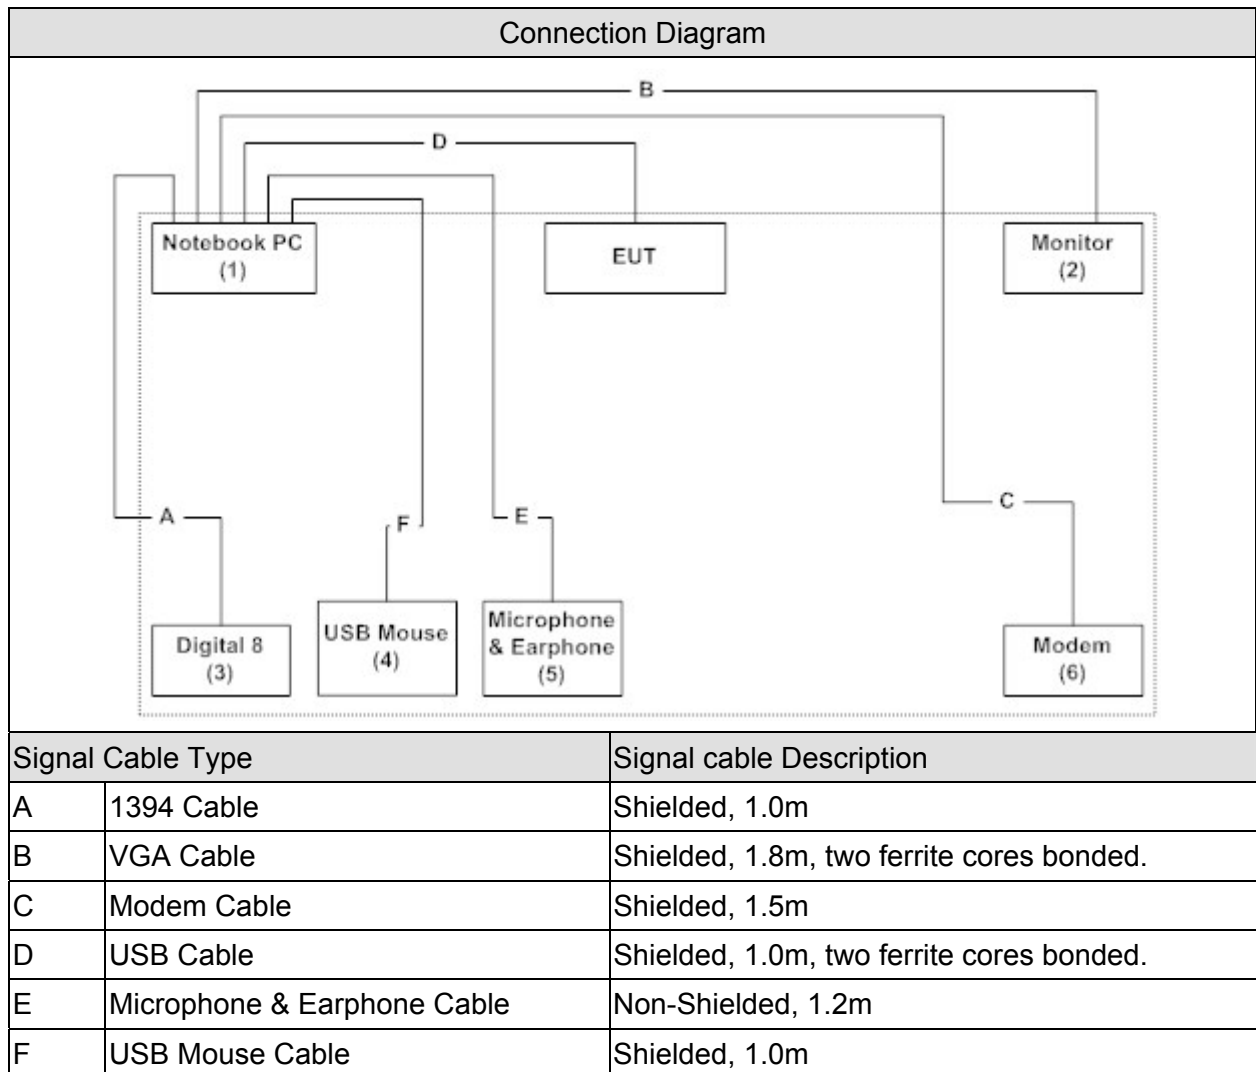 Connection Diagram
B
D
Notebook PC
(1)
EUT
Monitor
(2)
A
F
E
C
Digital 8
(3)
USB Mouse
(4)
Microphone
& Earphone
(5)
Modem
(6)
Signal Cable Type Signal cable Description
A 1394 Cable Shielded, 1.0m
B VGA Cable Shielded, 1.8m, two ferrite cores bonded.
C Modem Cable Shielded, 1.5m
D USB Cable Shielded, 1.0m, two ferrite cores bonded.
E Microphone & Earphone Cable Non-Shielded, 1.2m
F USB Mouse Cable Shielded, 1.0m